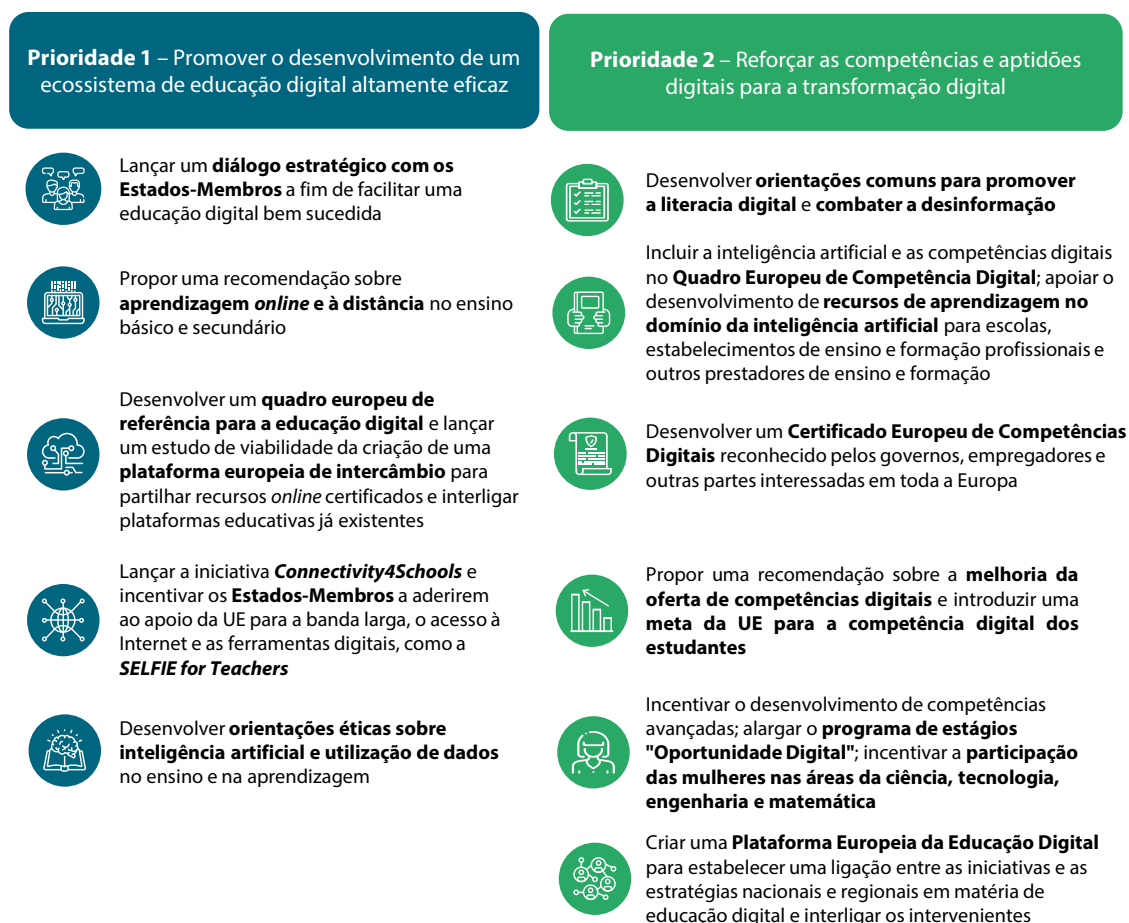 Prioridade 1 – Promover o desenvolvimento de um
ecossistema de educação digital altamente eficaz
Lançar um diálogo estratégico com os
Estados-Membros a fim de facilitar uma
educação digital bem sucedida
Propor uma recomendação sobre
aprendizagem online e à distância no ensino
básico e secundário
Desenvolver um quadro europeu de
referência para a educação digital e lançar
um estudo de viabilidade da criação de uma
plataforma europeia de intercâmbio para
partilhar recursos online certificados e interligar
plataformas educativas já existentes
Lançar a iniciativa Connectivity4Schools e
incentivar os Estados-Membros a aderirem
ao apoio da UE para a banda larga, o acesso à
Internet e as ferramentas digitais, como a
SELFIE for Teachers
Desenvolver orientações éticas sobre
inteligência artificial e utilização de dados
no ensino e na aprendizagem
Prioridade 2 – Reforçar as competências e aptidões
digitais para a transformação digital
Desenvolver orientações comuns para promover
a literacia digital e combater a desinformação
Incluir a inteligência artificial e as competências digitais
no Quadro Europeu de Competência Digital; apoiar o
desenvolvimento de recursos de aprendizagem no
domínio da inteligência artificial para escolas,
estabelecimentos de ensino e formação profissionais e
outros prestadores de ensino e formação
Desenvolver um Certificado Europeu de Competências
Digitais reconhecido pelos governos, empregadores e
outras partes interessadas em toda a Europa
Propor uma recomendação sobre a melhoria da
oferta de competências digitais e introduzir uma
meta da UE para a competência digital dos
estudantes
Incentivar o desenvolvimento de competências
avançadas; alargar o programa de estágios
"Oportunidade Digital"; incentivar a participação
das mulheres nas áreas da ciência, tecnologia,
engenharia e matemática
Criar uma Plataforma Europeia da Educação Digital
para estabelecer uma ligação entre as iniciativas e as
estratégias nacionais e regionais em matéria de
educação digital e interligar os intervenientes